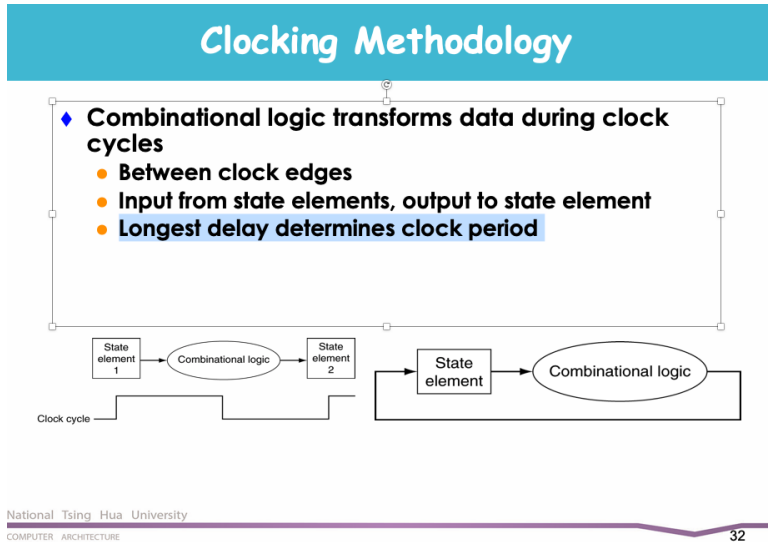 Clocking Methodology
Combinational logic transforms data during clock
cycles
Between clock edges
Input from state elements, output to state element
Longest delay determines clock period
State
element
1
Combinational logic
State
element
2
Clock cycle
State
element
Combinational logic
National Tsing Hua University
COMPUTER ARCHITECTURE
32